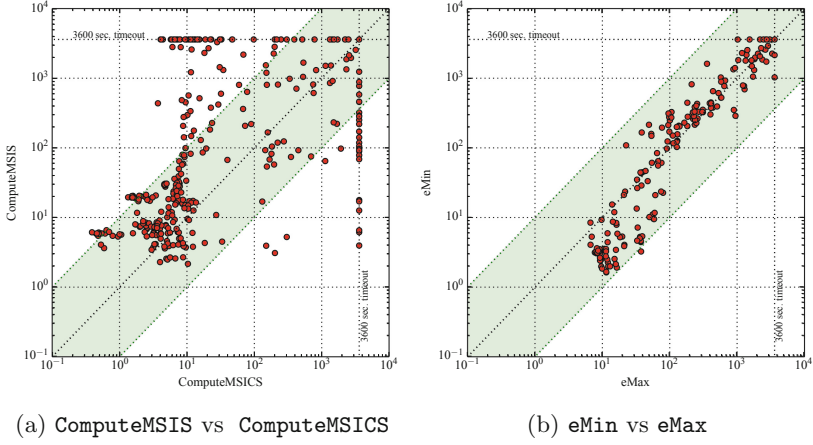 10^4
10^3
10^2
10^1
10^0
10^-1
ComputeMSIS
3600 sec. timeout
3600 sec. timeout
10^-1 10^0 10^1 10^2 10^3 10^4
ComputeMSICS
(a) ComputeMSIS vs ComputeMSICS
10^4
10^3
10^2
10^1
10^0
10^-1
eMin
3600 sec. timeout
3600 sec. timeout
10^-1 10^0 10^1 10^2 10^3 10^4
eMax
(b) eMin vs eMax